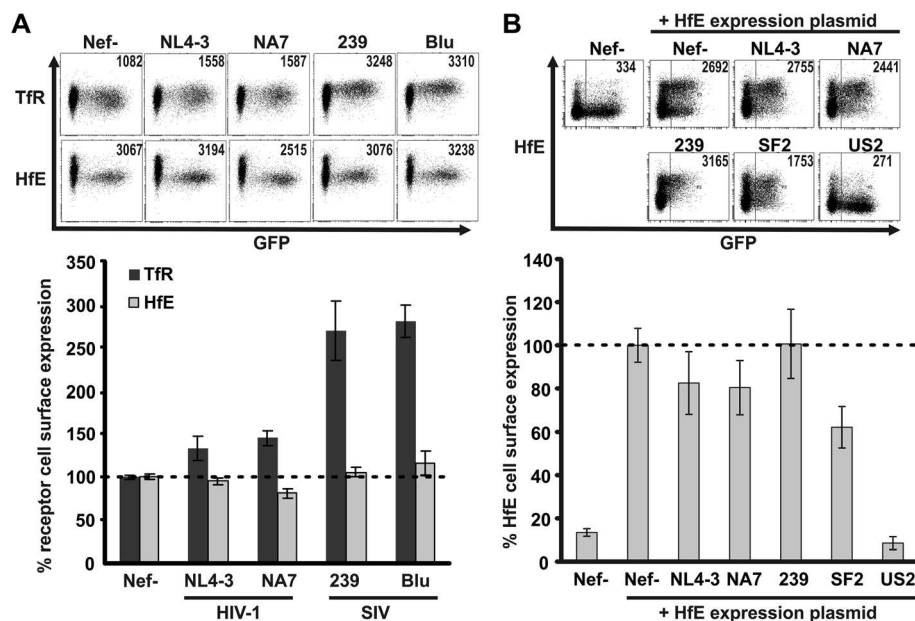 A
Nef- NL4-3 NA7 239 Blu
TfR 1082 1558 1587 3248 3310
HfE 3067 3194 2515 3076 3238
GFP
% receptor cell surface expression
350
300
250
200
150
100
50
0
TfR
HfE
Nef- NL4-3 NA7 239 Blu
HIV-1 SIV
B
+ HfE expression plasmid
Nef- Nef- NL4-3 NA7
334 2692 2755 2441
HfE
239 SF2 US2
3165 1753 271
GFP
% HfE cell surface expression
140
120
100
80
60
40
20
0
Nef- Nef- NL4-3 NA7 239 SF2 US2
+ HfE expression plasmid